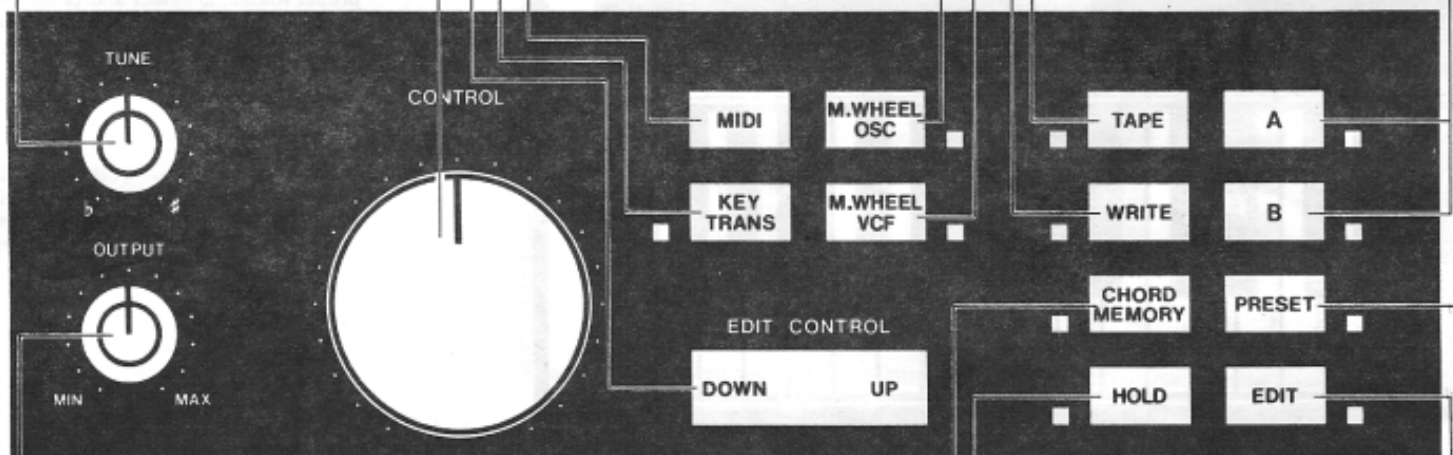 TUNE
♭ ♯
OUTPUT
MIN MAX
CONTROL
MIDI
M.WHEEL
OSC
KEY
TRANS
M.WHEEL
VCF
EDIT CONTROL
DOWN UP
TAPE
A
WRITE
B
CHORD
MEMORY
PRESET
HOLD
EDIT